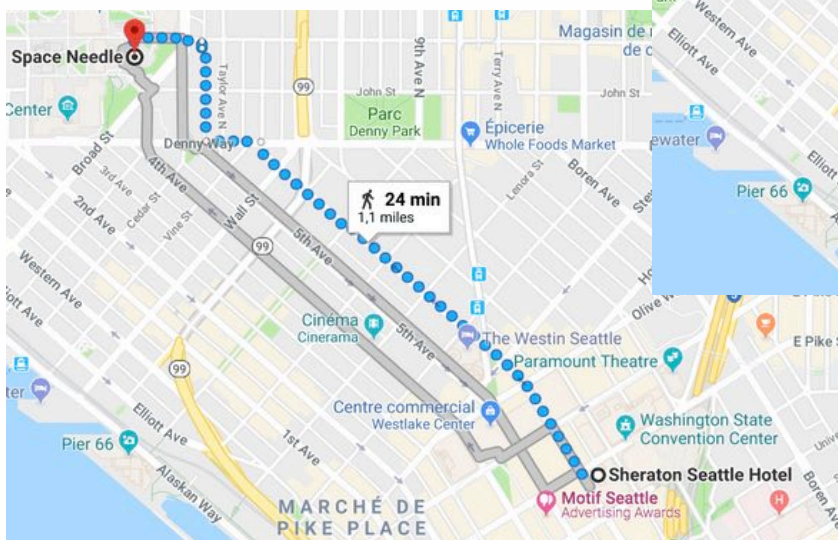 Space Needle
Center
Broad St
Taylor Ave N
99
John St
Parc
Denny Park
9th Ave N
Terry Ave N
Magasin de
John St
Épicerie
Whole Foods Market
Denny Way
4th Ave
3rd Ave
Cedar St
Vine St
Wall St
2nd Ave
24 min
1,1 miles
Lenora St
Boren Ave
99
5th Ave
Western Ave
Elliott Ave
Cinéma
Cinerama
5th Ave
The Westin Seattle
Olive
Paramount Theatre
E Pike S
99
Centre commercial
Westlake Center
Washington State
Convention Center
Elliott Ave
Pier 66
1st Ave
Alaskan Way
Sheraton Seattle Hotel
Motif Seattle
Advertising Awards
Boren Ave
MARCHÉ DE
PIKE PLACE
Western Ave
Elliott Ave
ewater
Elliott
Pier 66